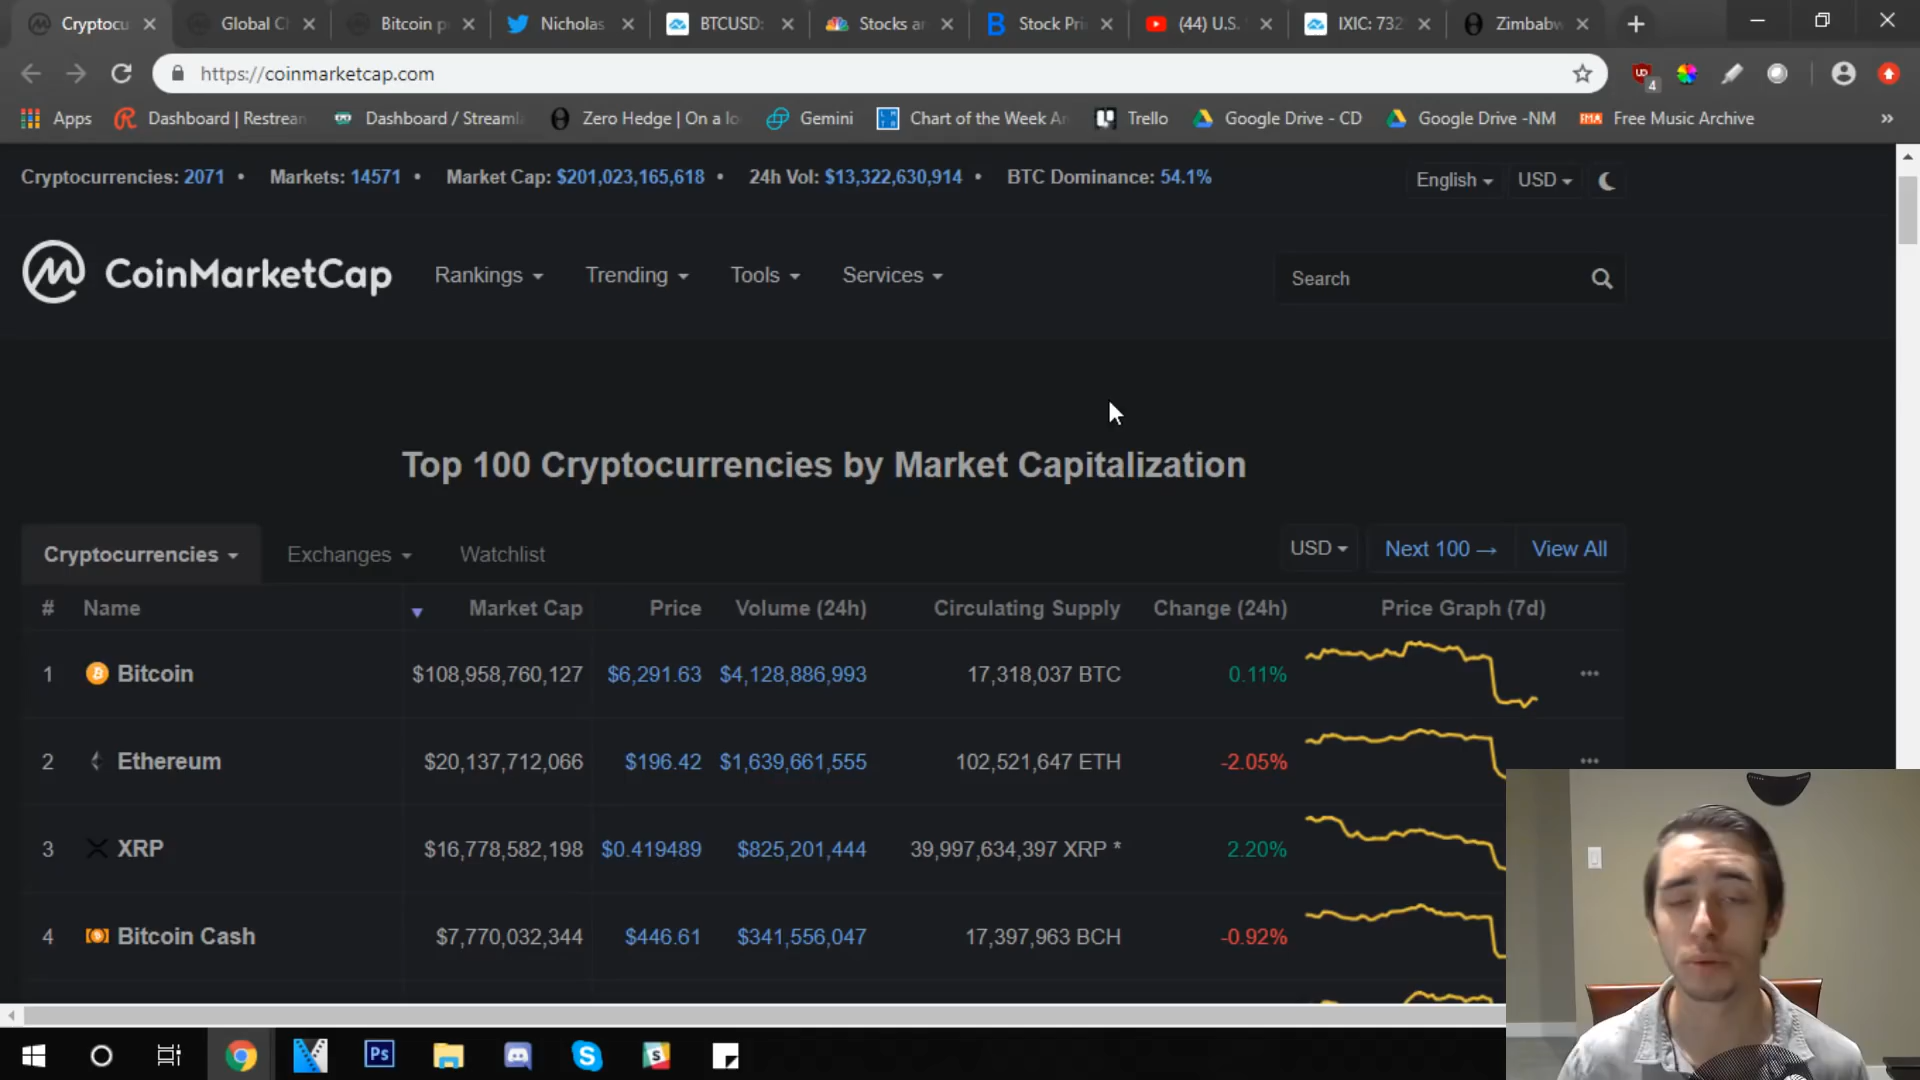 Cryptocu Global C Bitcoin p Nicholas BTCUSD: Stocks a Stock Pri (44) U.S. IXIC: 732 Zimbabw
https://coinmarketcap.com
Apps Dashboard | Restrean Dashboard / Streaml Zero Hedge | On a lo Gemini Chart of the Week A Trello Google Drive - CD Google Drive -NM Free Music Archive »
Cryptocurrencies: 2071 • Markets: 14571 • Market Cap: $201,023,165,618 • 24h Vol: $13,322,630,914 • BTC Dominance: 54.1% English USD
CoinMarketCap Rankings Trending Tools Services Search
Top 100 Cryptocurrencies by Market Capitalization
Cryptocurrencies Exchanges Watchlist USD Next 100 → View All
# Name Market Cap Price Volume (24h) Circulating Supply Change (24h) Price Graph (7d)
1 Bitcoin $108,958,760,127 $6,291.63 $4,128,886,993 17,318,037 BTC 0.11%
2 Ethereum $20,137,712,066 $196.42 $1,639,661,555 102,521,647 ETH -2.05%
3 XRP $16,778,582,198 $0.419489 $825,201,444 39,997,634,397 XRP * 2.20%
4 Bitcoin Cash $7,770,032,344 $446.61 $341,556,047 17,397,963 BCH -0.92%
Ps